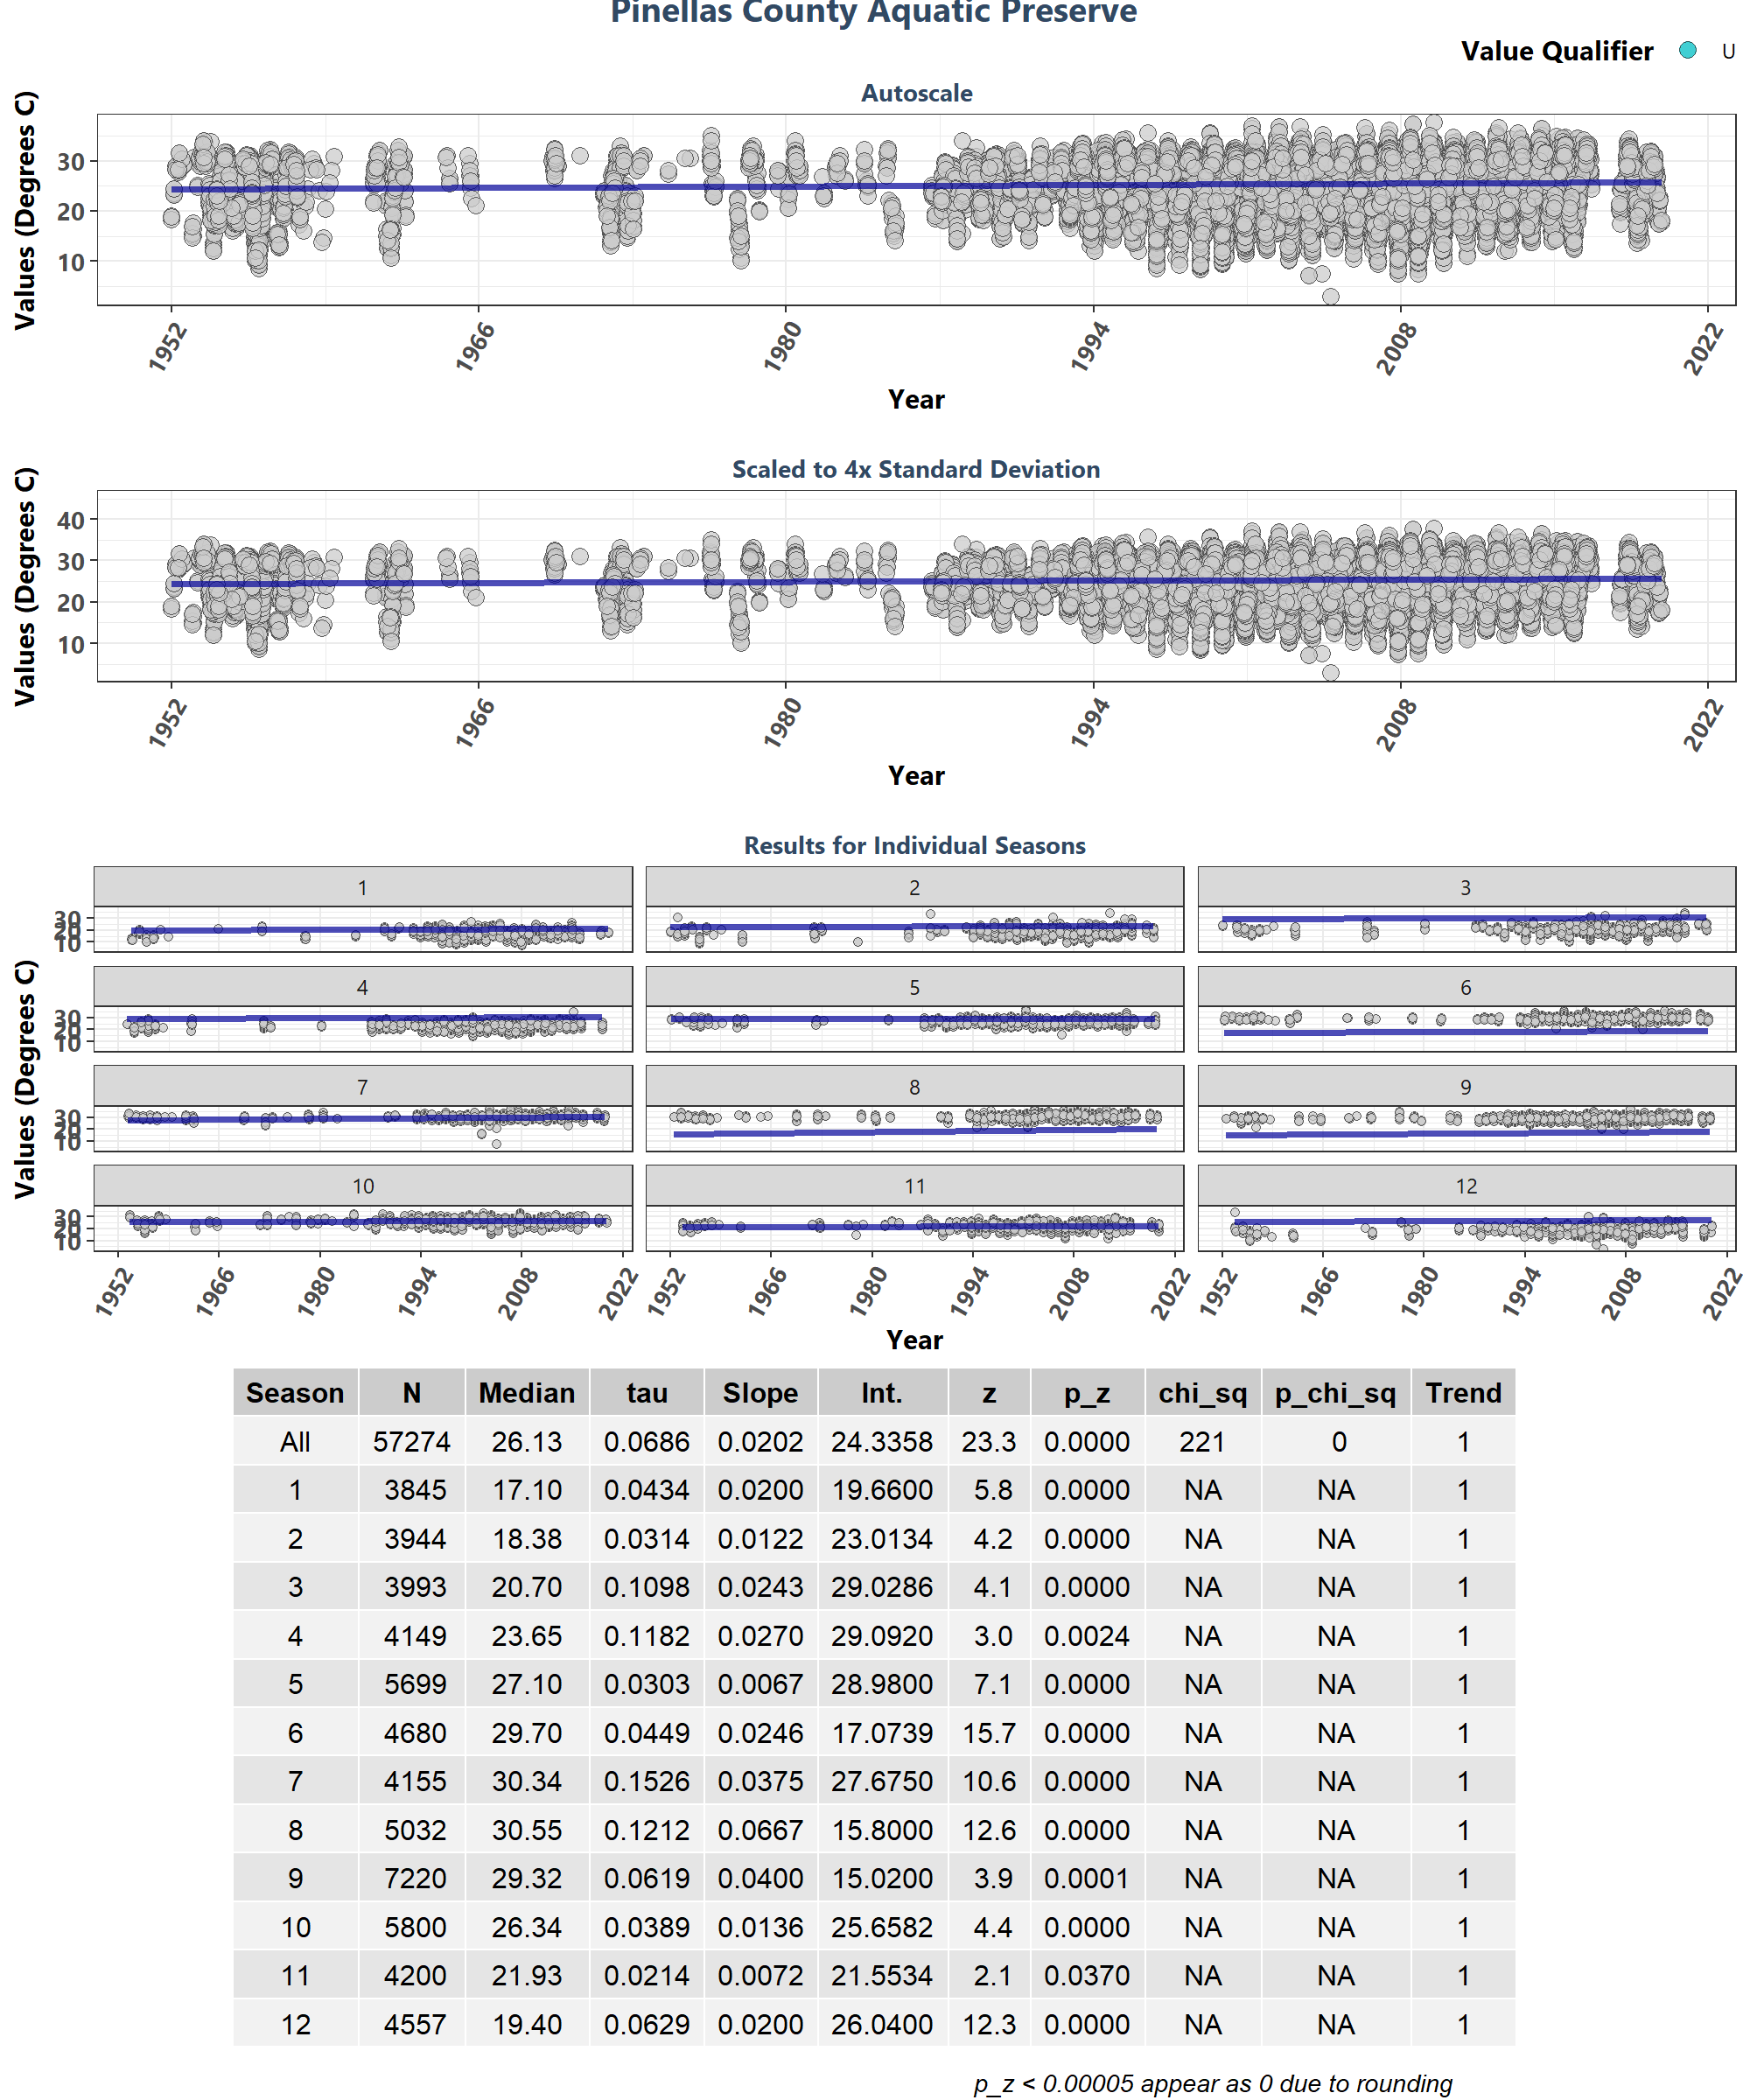 Pinellas County Aquatic Preserve
Value Qualifier U
Autoscale
Values (Degrees C)
30
20
10
1952 1966 1980 1994 2008 2022
Year
Scaled to 4x Standard Deviation
Values (Degrees C)
40
30
20
10
1952 1966 1980 1994 2008 2022
Year
Results for Individual Seasons
Values (Degrees C)
1 2 3
30
20
10
4 5 6
30
20
10
7 8 9
30
20
10
10 11 12
30
20
10
1952 1966 1980 1994 2008 2022 1952 1966 1980 1994 2008 2022 1952 1966 1980 1994 2008 2022
Year
Season N Median tau Slope Int. z p_z chi_sq p_chi_sq Trend
All 57274 26.13 0.0686 0.0202 24.3358 23.3 0.0000 221 0 1
1 3845 17.10 0.0434 0.0200 19.6600 5.8 0.0000 NA NA 1
2 3944 18.38 0.0314 0.0122 23.0134 4.2 0.0000 NA NA 1
3 3993 20.70 0.1098 0.0243 29.0286 4.1 0.0000 NA NA 1
4 4149 23.65 0.1182 0.0270 29.0920 3.0 0.0024 NA NA 1
5 5699 27.10 0.0303 0.0067 28.9800 7.1 0.0000 NA NA 1
6 4680 29.70 0.0449 0.0246 17.0739 15.7 0.0000 NA NA 1
7 4155 30.34 0.1526 0.0375 27.6750 10.6 0.0000 NA NA 1
8 5032 30.55 0.1212 0.0667 15.8000 12.6 0.0000 NA NA 1
9 7220 29.32 0.0619 0.0400 15.0200 3.9 0.0001 NA NA 1
10 5800 26.34 0.0389 0.0136 25.6582 4.4 0.0000 NA NA 1
11 4200 21.93 0.0214 0.0072 21.5534 2.1 0.0370 NA NA 1
12 4557 19.40 0.0629 0.0200 26.0400 12.3 0.0000 NA NA 1
p_z < 0.00005 appear as 0 due to rounding